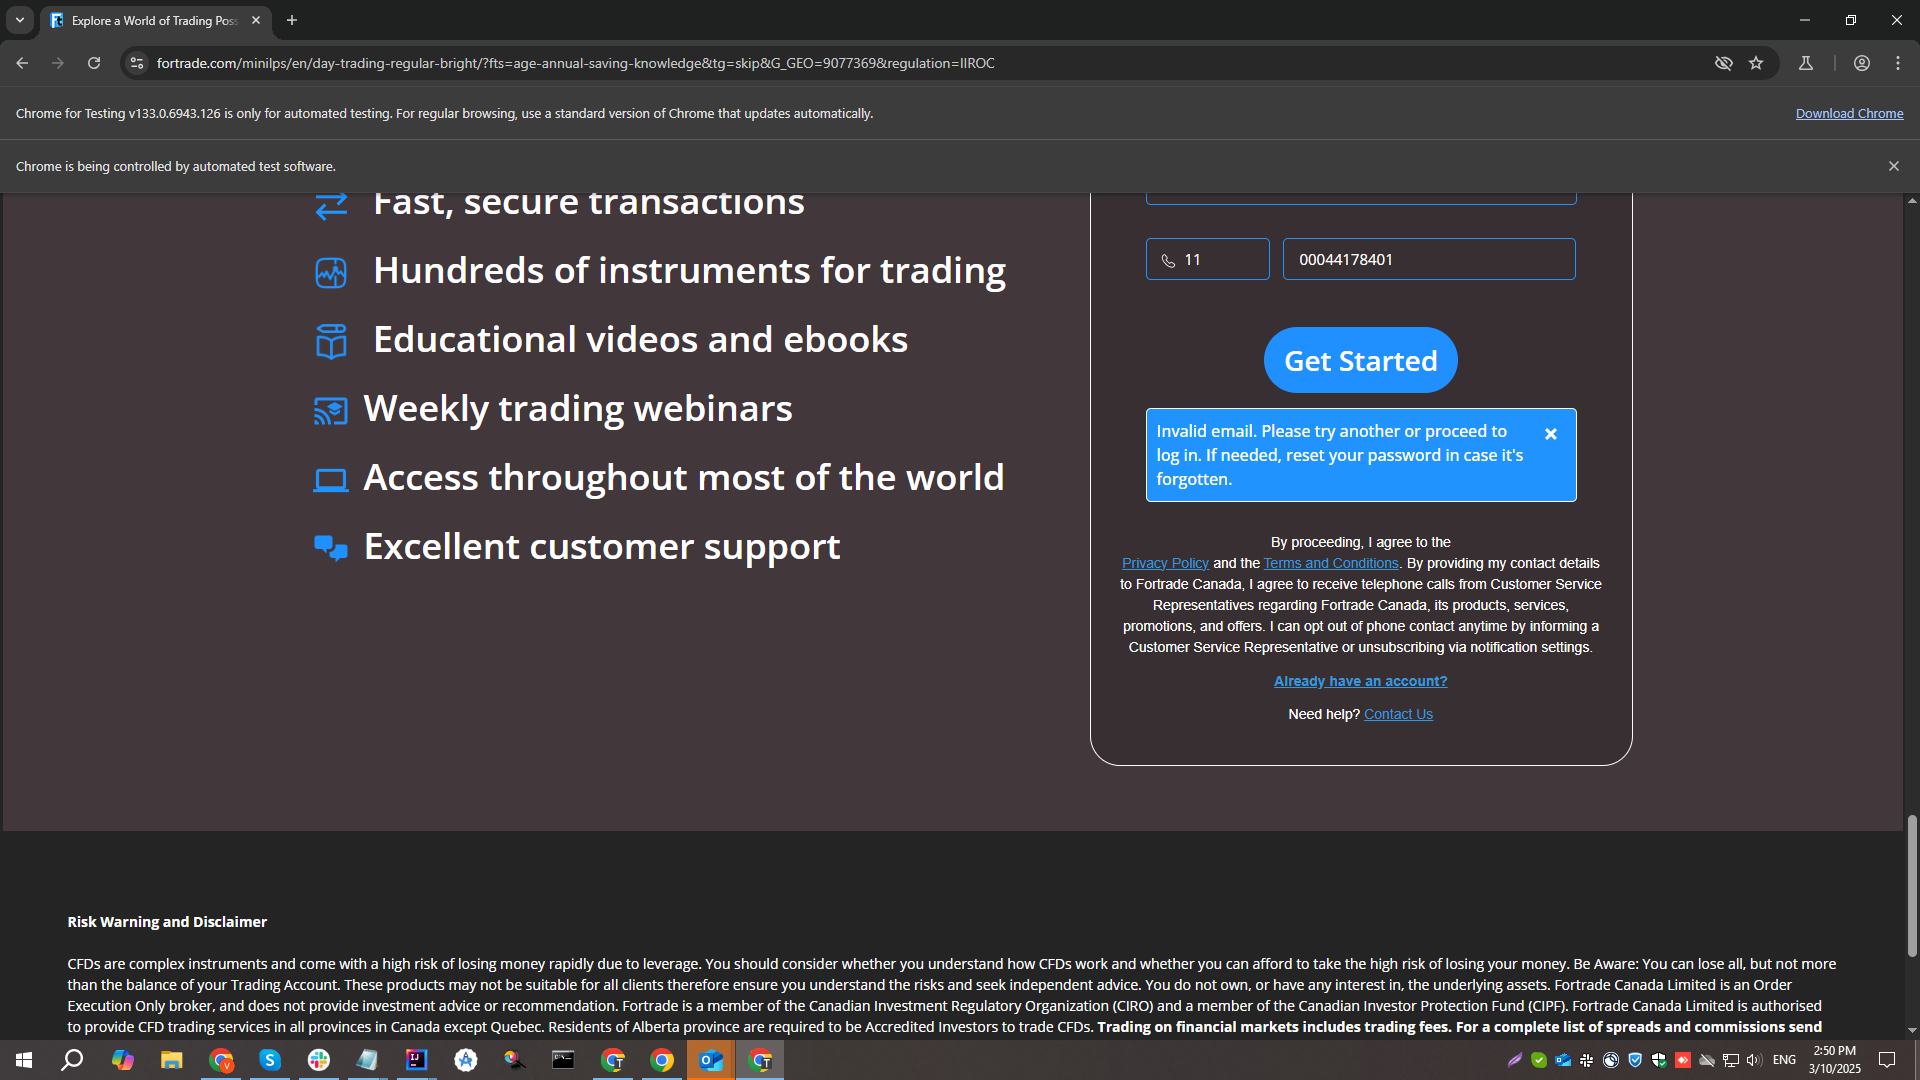 Explore a World of Trading Pos
fortrade.com/minilps/en/day-trading-regular-bright/?fts=age-annual-saving-knowledge&tg=skip&G_GEO=9077369&regulation=IIROC
Chrome for Testing v133.0.6943.126 is only for automated testing. For regular browsing, use a standard version of Chrome that updates automatically.
Download Chrome
Chrome is being controlled by automated test software.
Fast, secure transactions
Hundreds of instruments for trading
Educational videos and ebooks
Weekly trading webinars
Access throughout most of the world
Excellent customer support
11
00044178401
Get Started
Invalid email. Please try another or proceed to
log in. If needed, reset your password in case it's
forgotten.
By proceeding, I agree to the
Privacy Policy and the Terms and Conditions. By providing my contact details
to Fortrade Canada, I agree to receive telephone calls from Customer Service
Representatives regarding Fortrade Canada, its products, services,
promotions, and offers. I can opt out of phone contact anytime by informing a
Customer Service Representative or unsubscribing via notification settings.
Already have an account?
Need help? Contact Us
Risk Warning and Disclaimer
CFDs are complex instruments and come with a high risk of losing money rapidly due to leverage. You should consider whether you understand how CFDs work and whether you can afford to take the high risk of losing your money. Be Aware: You can lose all, but not more
than the balance of your Trading Account. These products may not be suitable for all clients therefore ensure you understand the risks and seek independent advice. You do not own, or have any interest in, the underlying assets. Fortrade Canada Limited is an Order
Execution Only broker, and does not provide investment advice or recommendation. Fortrade is a member of the Canadian Investment Regulatory Organization (CIRO) and a member of the Canadian Investor Protection Fund (CIPF). Fortrade Canada Limited is authorised
to provide CFD trading services in all provinces in Canada except Quebec. Residents of Alberta province are required to be Accredited Investors to trade CFDs. Trading on financial markets includes trading fees. For a complete list of spreads and commissions send
ENG
2:50 PM
3/10/2025